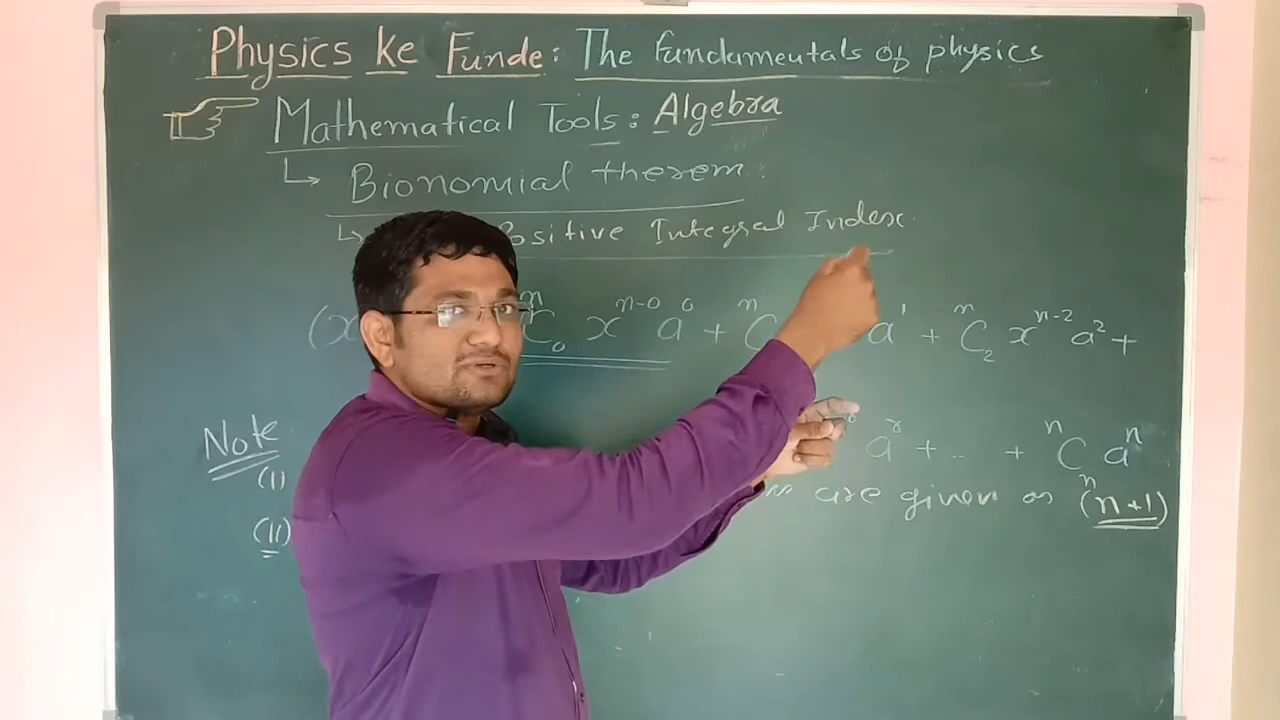 Physics ke Funde: The fundamentals of physics
Mathematical Tools: Algebra
Bionomial therem:
Positive Integral Index
(x ⁿC₀ xⁿ⁻⁰ a⁰ + ⁿC a¹ + ⁿC₂ xⁿ⁻² a² +
aʳ + ... + ⁿCₙ aⁿ
Note
(I) are given as (n+1)
(II)